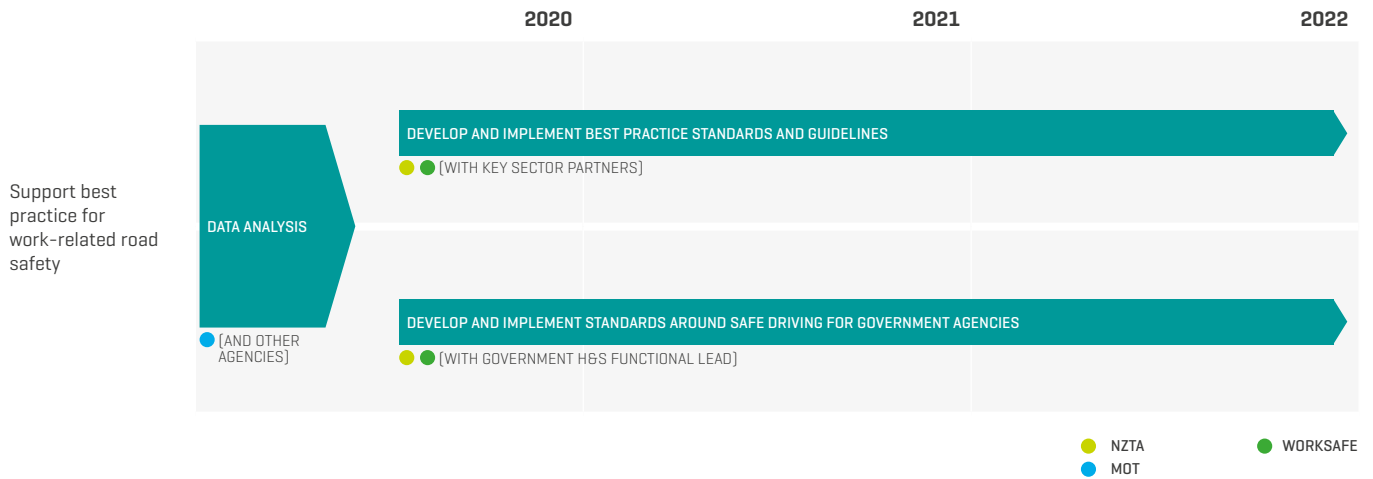 2020
2021
2022
Support best
practice for
work-related road
safety
DATA ANALYSIS
(AND OTHER
AGENCIES)
DEVELOP AND IMPLEMENT BEST PRACTICE STANDARDS AND GUIDELINES
(WITH KEY SECTOR PARTNERS)
DEVELOP AND IMPLEMENT STANDARDS AROUND SAFE DRIVING FOR GOVERNMENT AGENCIES
(WITH GOVERNMENT H&S FUNCTIONAL LEAD)
NZTA
WORKSAFE
MOT